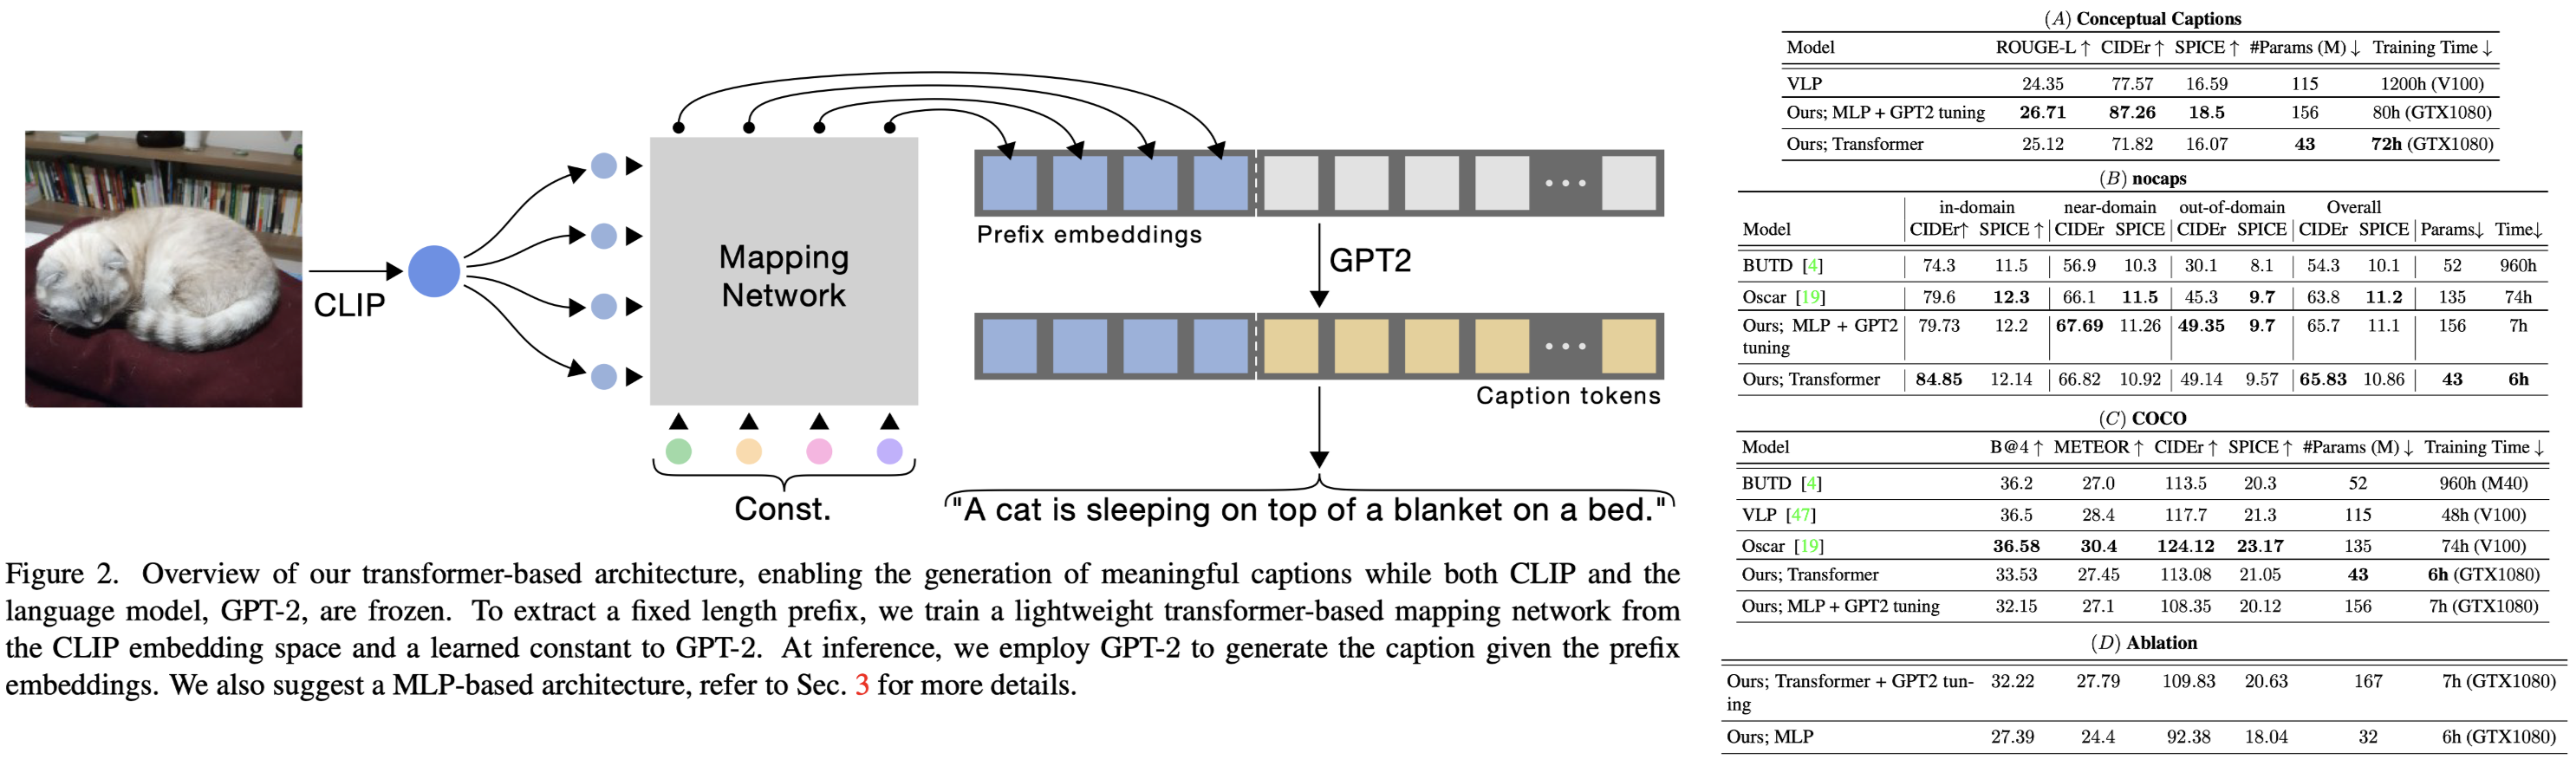 CLIP
Mapping
Network
Const.
Prefix embeddings
GPT2
Caption tokens
"A cat is sleeping on top of a blanket on a bed."
Figure 2. Overview of our transformer-based architecture, enabling the generation of meaningful captions while both CLIP and the
language model, GPT-2, are frozen. To extract a fixed length prefix, we train a lightweight transformer-based mapping network from
the CLIP embedding space and a learned constant to GPT-2. At inference, we employ GPT-2 to generate the caption given the prefix
embeddings. We also suggest a MLP-based architecture, refer to Sec. 3 for more details.
(A) Conceptual Captions
Model ROUGE-L ↑ CIDEr ↑ SPICE ↑ #Params (M) ↓ Training Time ↓
VLP 24.35 77.57 16.59 115 1200h (V100)
Ours; MLP + GPT2 tuning 26.71 87.26 18.5 156 80h (GTX1080)
Ours; Transformer 25.12 71.82 16.07 43 72h (GTX1080)
(B) nocaps
in-domain near-domain out-of-domain Overall
Model CIDEr↑ SPICE ↑ CIDEr SPICE CIDEr SPICE CIDEr SPICE Params↓ Time↓
BUTD [4] 74.3 11.5 56.9 10.3 30.1 8.1 54.3 10.1 52 960h
Oscar [19] 79.6 12.3 66.1 11.5 45.3 9.7 63.8 11.2 135 74h
Ours; MLP + GPT2 79.73 12.2 67.69 11.26 49.35 9.7 65.7 11.1 156 7h
tuning
Ours; Transformer 84.85 12.14 66.82 10.92 49.14 9.57 65.83 10.86 43 6h
(C) COCO
Model B@4 ↑ METEOR ↑ CIDEr ↑ SPICE ↑ #Params (M) ↓ Training Time ↓
BUTD [4] 36.2 27.0 113.5 20.3 52 960h (M40)
VLP [47] 36.5 28.4 117.7 21.3 115 48h (V100)
Oscar [19] 36.58 30.4 124.12 23.17 135 74h (V100)
Ours; Transformer 33.53 27.45 113.08 21.05 43 6h (GTX1080)
Ours; MLP + GPT2 tuning 32.15 27.1 108.35 20.12 156 7h (GTX1080)
(D) Ablation
Ours; Transformer + GPT2 tun- 32.22 27.79 109.83 20.63 167 7h (GTX1080)
ing
Ours; MLP 27.39 24.4 92.38 18.04 32 6h (GTX1080)